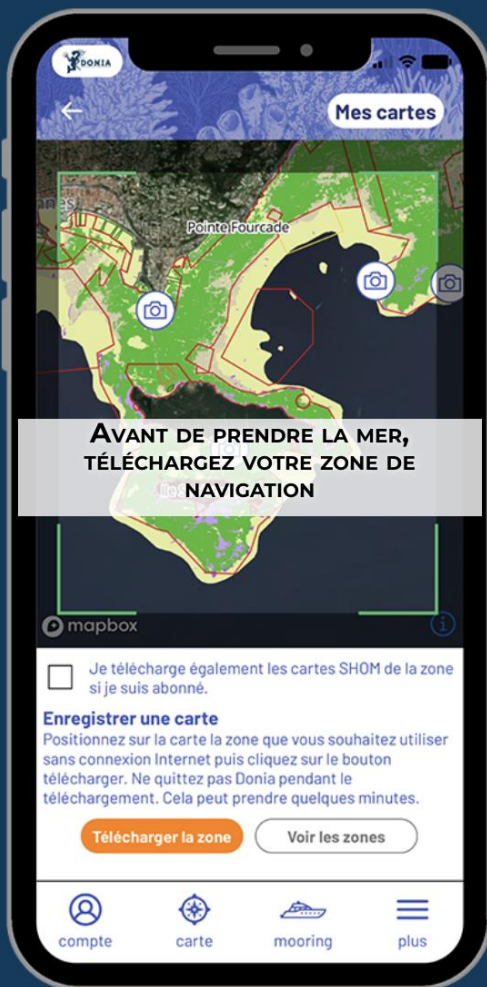 DONIA
Mes cartes
Pointe Fourcade
AVANT DE PRENDRE LA MER,
TÉLÉCHARGEZ VOTRE ZONE DE
NAVIGATION
mapbox
Je télécharge également les cartes SHOM de la zone
si je suis abonné.
Enregistrer une carte
Positionnez sur la carte la zone que vous souhaitez utiliser
sans connexion Internet puis cliquez sur le bouton
télécharger. Ne quittez pas Donia pendant le
téléchargement. Cela peut prendre quelques minutes.
Télécharger la zone
Voir les zones
compte
carte
mooring
plus